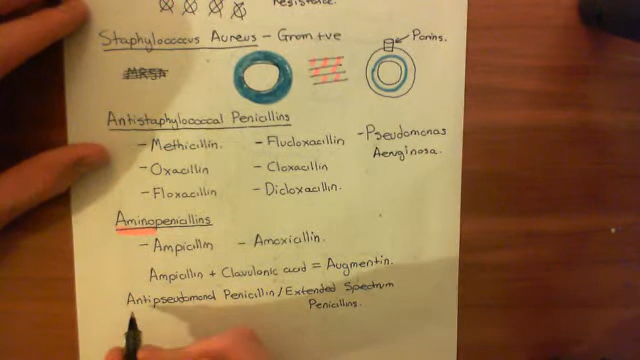 resistance.
Staphylococcus Aureus - Gram +ve
MRSA
Porins.
Antistaphylococcal Penicillins
- Methicillin. - Flucloxacillin - Pseudomonas
Aeruginosa.
- Oxacillin - Cloxacillin
- Floxacillin - Dicloxacillin.
Aminopenicillins
- Ampicillin - Amoxicillin.
Ampicillin + Clavulonic acid = Augmentin.
Antipseudomonal Penicillin / Extended Spectrum
Penicillins.